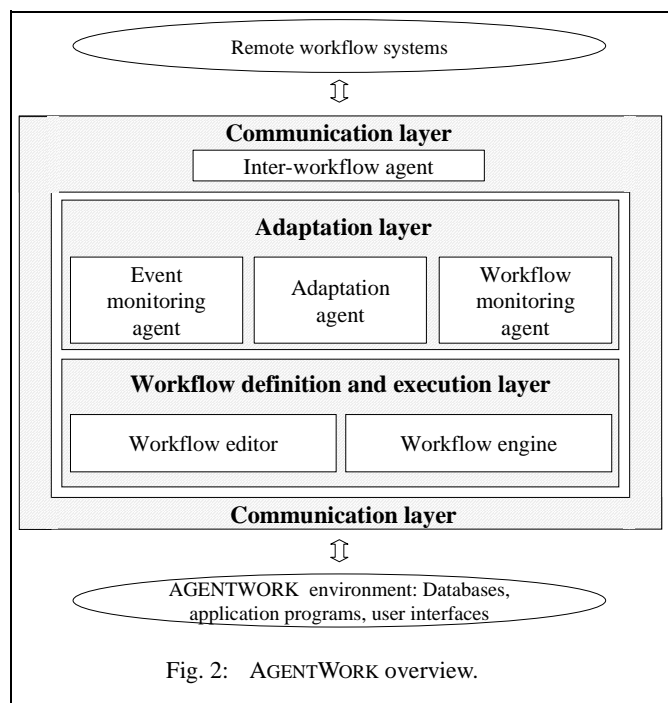 Remote workflow systems
Communication layer
Inter-workflow agent
Adaptation layer
Event
monitoring
agent
Adaptation
agent
Workflow
monitoring
agent
Workflow definition and execution layer
Workflow editor
Workflow engine
Communication layer
AGENTWORK environment: Databases,
application programs, user interfaces
Fig. 2: AGENTWORK overview.